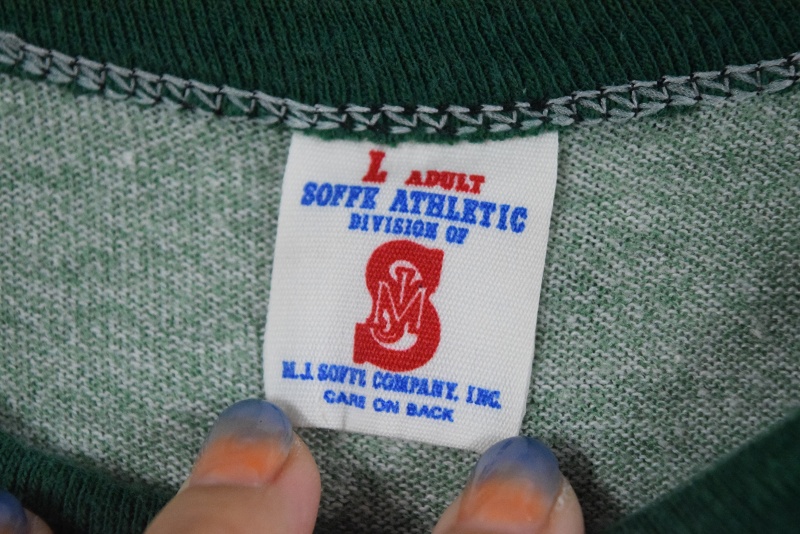 L ADULT
SOFFE ATHLETIC
DIVISION OF
S
MJS
M.J. SOFFE COMPANY, INC.
CARE ON BACK